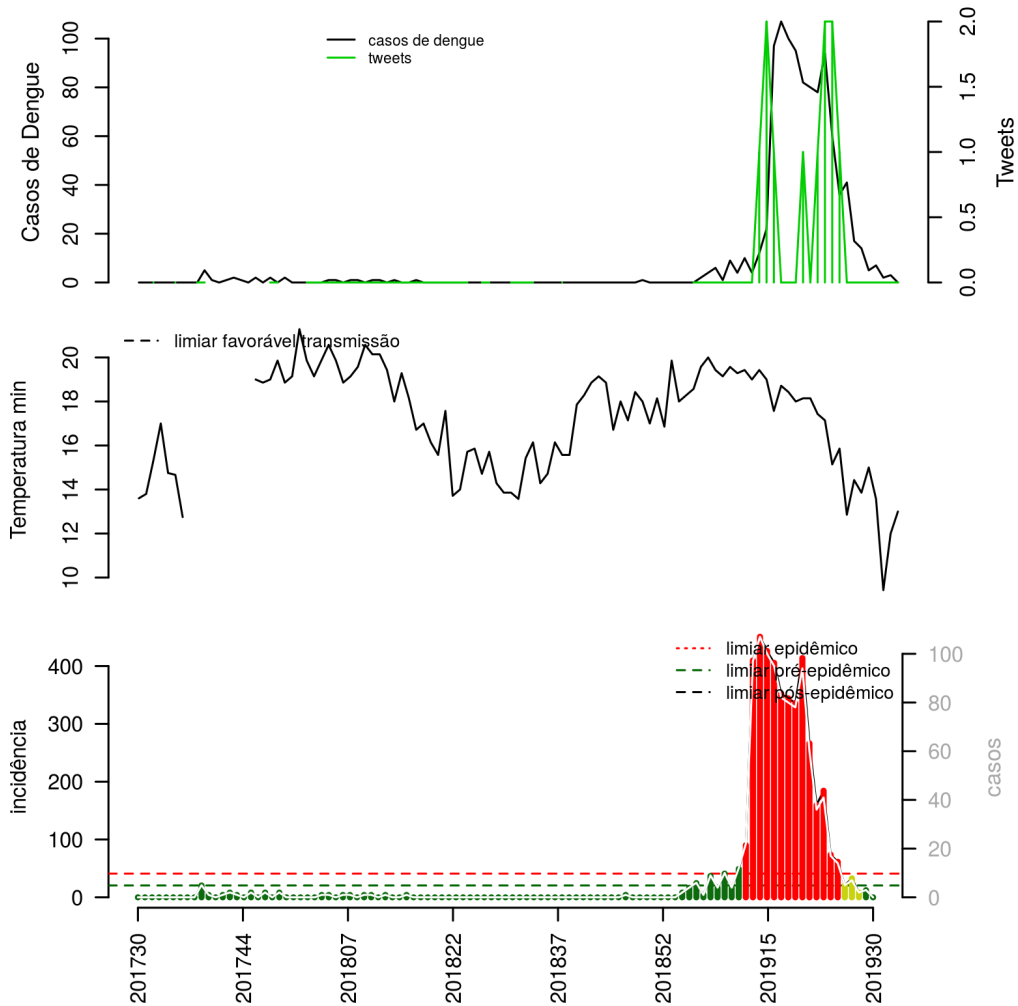 casos de dengue
tweets
Casos de Dengue
0 20 40 60 80 100
Tweets
0.0 0.5 1.0 1.5 2.0
limiar favorável transmissão
Temperatura min
10 12 14 16 18 20
limiar epidêmico
limiar pré-epidêmico
limiar pós-epidêmico
incidência
0 100 200 300 400
casos
0 20 40 60 80 100
201730 201744 201807 201822 201837 201852 201915 201930